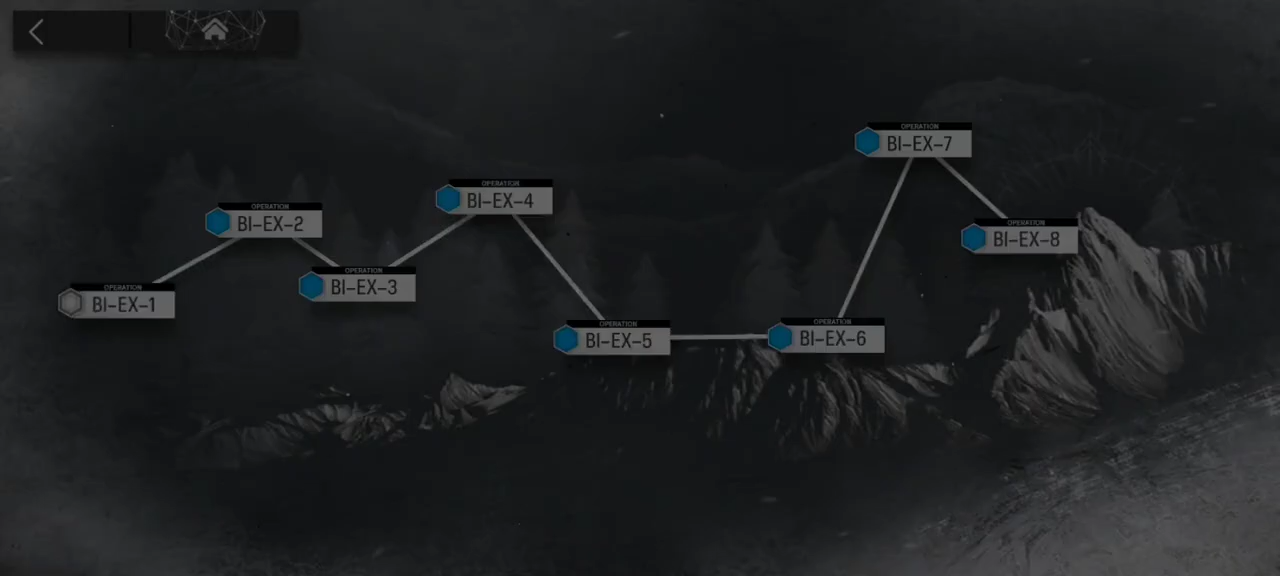 OPERATION
BI-EX-1
OPERATION
BI-EX-2
OPERATION
BI-EX-3
OPERATION
BI-EX-4
OPERATION
BI-EX-5
OPERATION
BI-EX-6
OPERATION
BI-EX-7
OPERATION
BI-EX-8